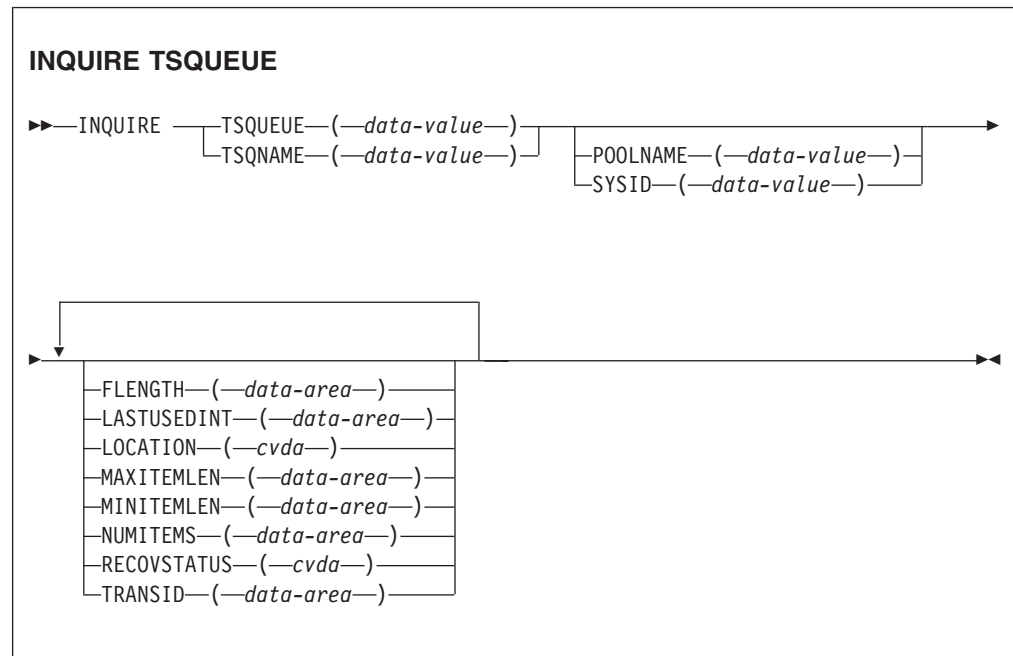 INQUIRE TSQUEUE
INQUIRE TSQUEUE ( data-value )
TSQNAME ( data-value )
POOLNAME ( data-value )
SYSID ( data-value )
FLENGTH ( data-area )
LASTUSEDINT ( data-area )
LOCATION ( cvda )
MAXITEMLEN ( data-area )
MINITEMLEN ( data-area )
NUMITEMS ( data-area )
RECOVSTATUS ( cvda )
TRANSID ( data-area )